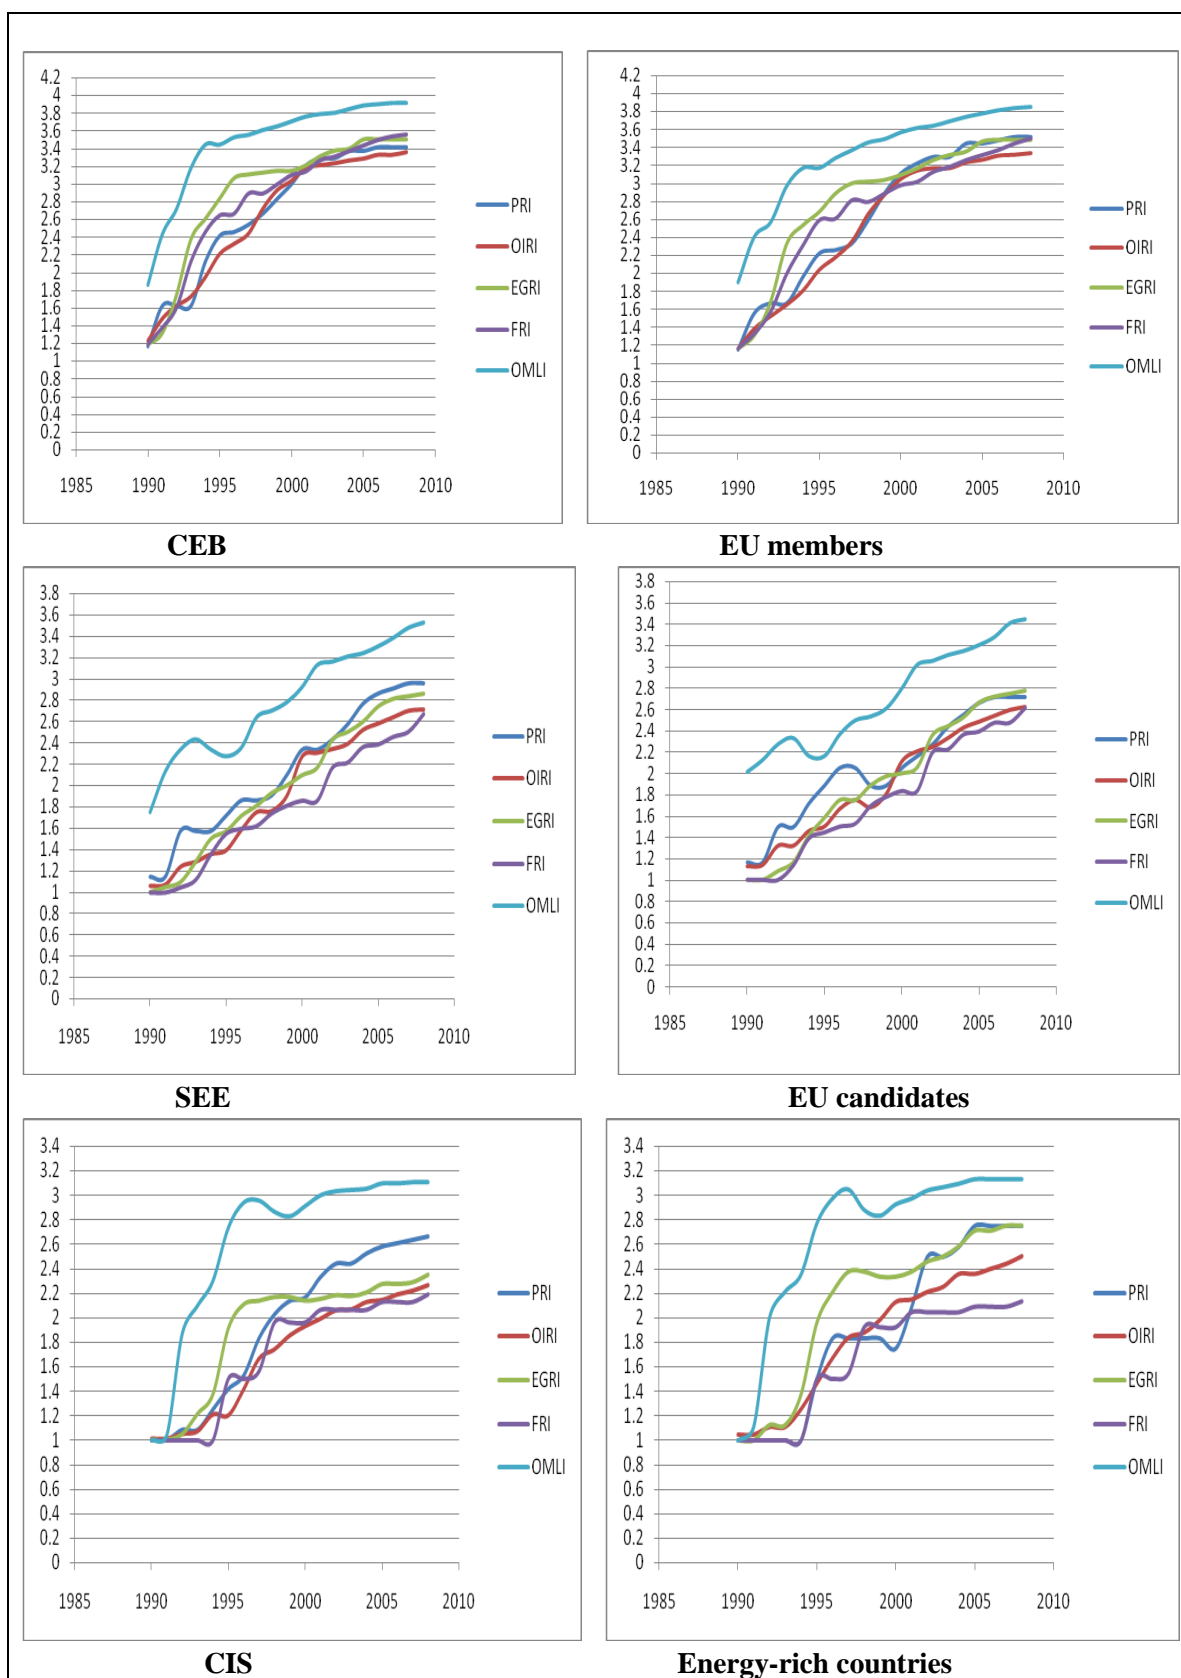 4.2
4
3.8
3.6
3.4
3.2
3
2.8
2.6
2.4
2.2
2
1.8
1.6
1.4
1.2
1
0.8
0.6
0.4
0.2
0
1985 1990 1995 2000 2005 2010
PRI
OIRI
EGRI
FRI
OMLI
CEB
4.2
4
3.8
3.6
3.4
3.2
3
2.8
2.6
2.4
2.2
2
1.8
1.6
1.4
1.2
1
0.8
0.6
0.4
0.2
0
1985 1990 1995 2000 2005 2010
PRI
OIRI
EGRI
FRI
OMLI
EU members
3.8
3.6
3.4
3.2
3
2.8
2.6
2.4
2.2
2
1.8
1.6
1.4
1.2
1
0.8
0.6
0.4
0.2
0
1985 1990 1995 2000 2005 2010
PRI
OIRI
EGRI
FRI
OMLI
SEE
3.8
3.6
3.4
3.2
3
2.8
2.6
2.4
2.2
2
1.8
1.6
1.4
1.2
1
0.8
0.6
0.4
0.2
0
1985 1990 1995 2000 2005 2010
PRI
OIRI
EGRI
FRI
OMLI
EU candidates
3.4
3.2
3
2.8
2.6
2.4
2.2
2
1.8
1.6
1.4
1.2
1
0.8
0.6
0.4
0.2
0
1985 1990 1995 2000 2005 2010
PRI
OIRI
EGRI
FRI
OMLI
CIS
3.4
3.2
3
2.8
2.6
2.4
2.2
2
1.8
1.6
1.4
1.2
1
0.8
0.6
0.4
0.2
0
1985 1990 1995 2000 2005 2010
PRI
OIRI
EGRI
FRI
OMLI
Energy-rich countries